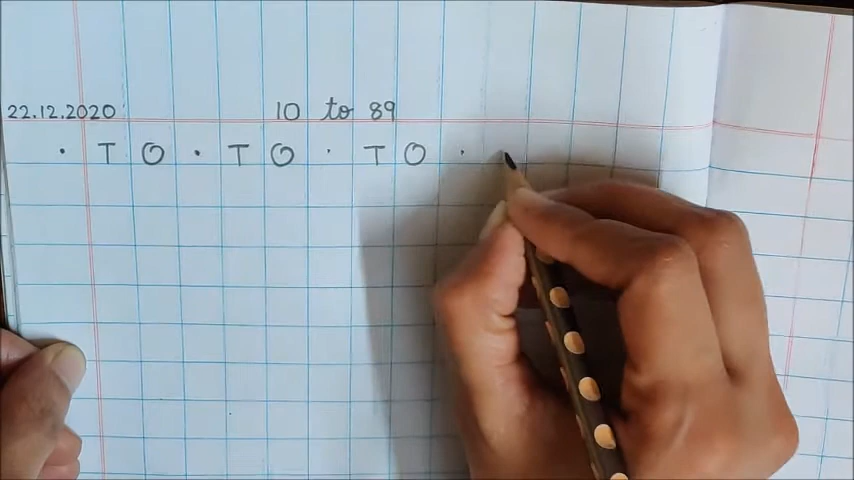 22.12.2020 10 to 89
. T O . T O . T O .